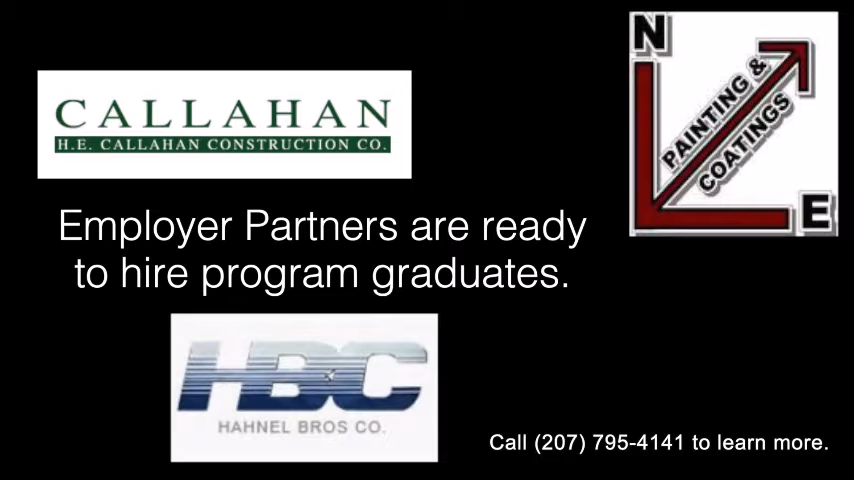 CALLAHAN
H.E. CALLAHAN CONSTRUCTION CO.
N
PAINTING &
COATINGS
E
Employer Partners are ready
to hire program graduates.
HBC
HAHNEL BROS CO.
Call (207) 795-4141 to learn more.